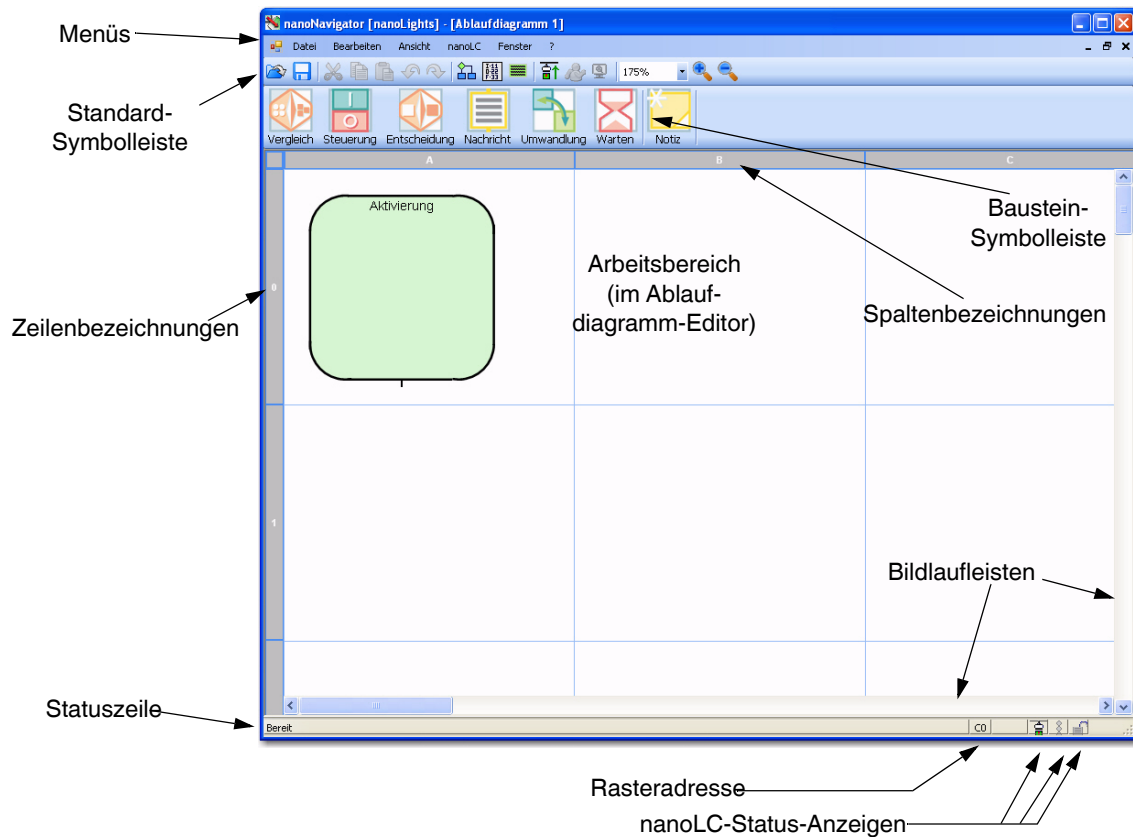 nanoNavigator [nanoLights] - [Ablaufdiagramm 1]
Menüs
Datei Bearbeiten Ansicht nanoLC Fenster ?
175%
Standard-
Symbolleiste
Vergleich Steuerung Entscheidung Nachricht Umwandlung Warten Notiz
A B C
Aktivierung
Baustein-
Symbolleiste
Arbeitsbereich
(im Ablauf-
diagramm-Editor)
0
Zeilenbezeichnungen
Spaltenbezeichnungen
1
Bildlaufleisten
Statuszeile
Bereit
C0
Rasteradresse
nanoLC-Status-Anzeigen